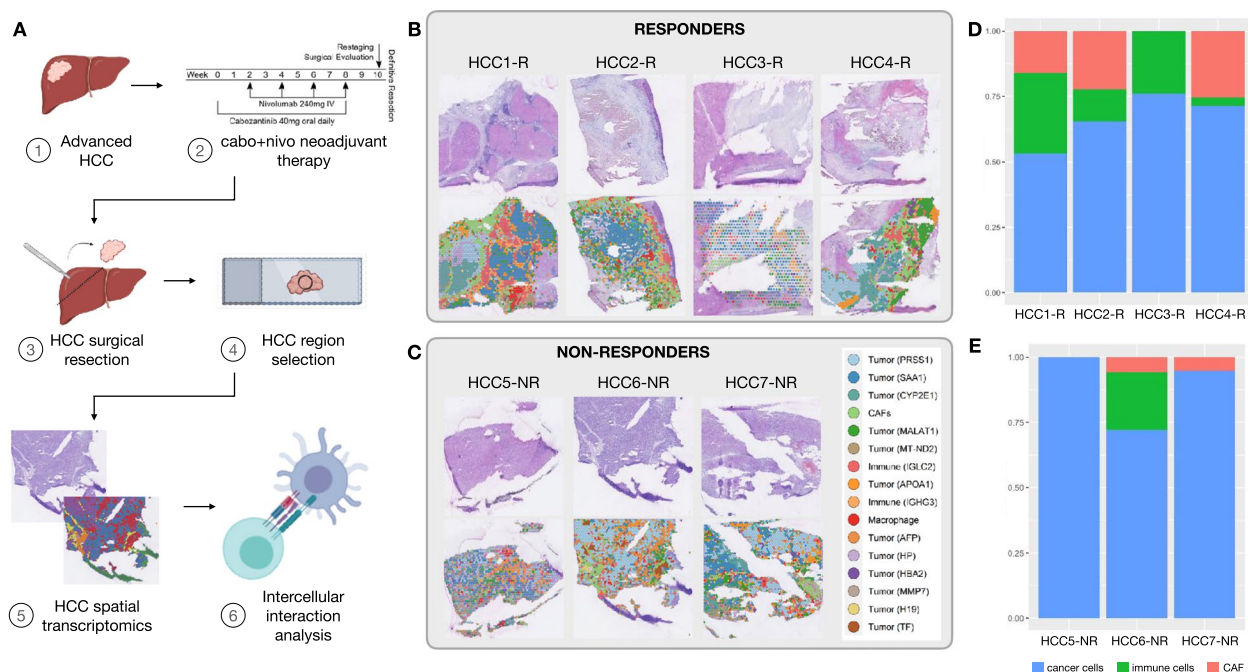 A
Restaging
Surgical Evaluation
Definitive Resection
Week 0 1 2 3 4 5 6 7 8 9 10
Nivolumab 240mg IV
Cabozantinib 40mg oral daily
1 Advanced
HCC
2 cabo+nivo neoadjuvant
therapy
3 HCC surgical
resection
4 HCC region
selection
5 HCC spatial
transcriptomics
6 Intercellular
interaction
analysis
B
RESPONDERS
HCC1-R HCC2-R HCC3-R HCC4-R
C
NON-RESPONDERS
HCC5-NR HCC6-NR HCC7-NR
Tumor (PRSS1)
Tumor (SAA1)
Tumor (CYP2E1)
CAFs
Tumor (MALAT1)
Tumor (MT-ND2)
Immune (IGLC2)
Tumor (APOA1)
Immune (IGHG3)
Macrophage
Tumor (AFP)
Tumor (HP)
Tumor (HBA2)
Tumor (MMP7)
Tumor (H19)
Tumor (TF)
D
1.00
0.75
0.50
0.25
0.00
HCC1-R HCC2-R HCC3-R HCC4-R
E
1.00
0.75
0.50
0.25
0.00
HCC5-NR HCC6-NR HCC7-NR
cancer cells immune cells CAF